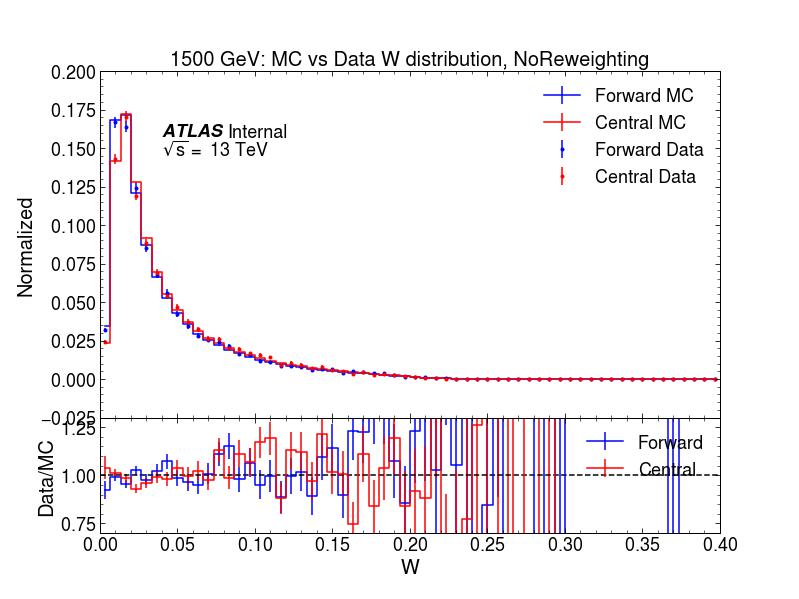 1500 GeV: MC vs Data W distribution, NoReweighting
0.200
0.175
0.150
0.125
0.100
0.075
0.050
0.025
0.000
−0.025
Normalized
ATLAS Internal
√s = 13 TeV
Forward MC
Central MC
Forward Data
Central Data
1.25
1.00
0.75
Data/MC
Forward
Central
0.00 0.05 0.10 0.15 0.20 0.25 0.30 0.35 0.40
W